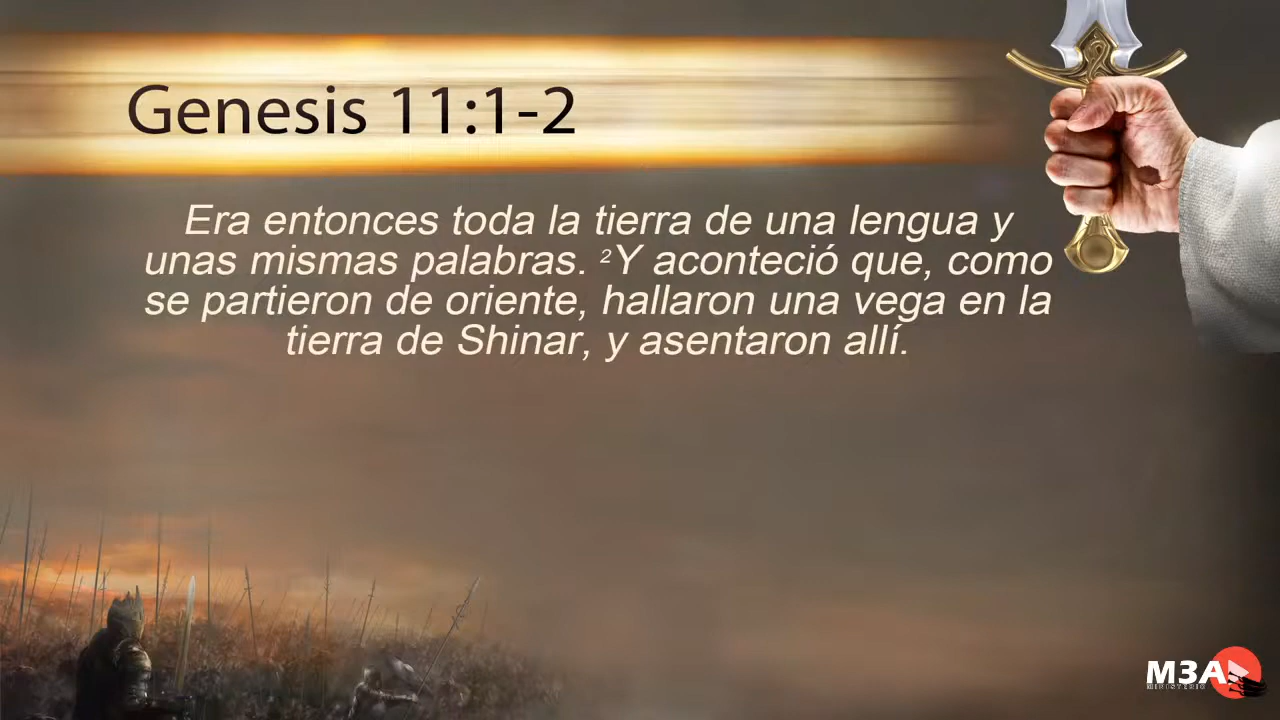 Genesis 11:1-2
Era entonces toda la tierra de una lengua y
unas mismas palabras. ²Y aconteció que, como
se partieron de oriente, hallaron una vega en la
tierra de Shinar, y asentaron allí.
M3A
MINISTERIO